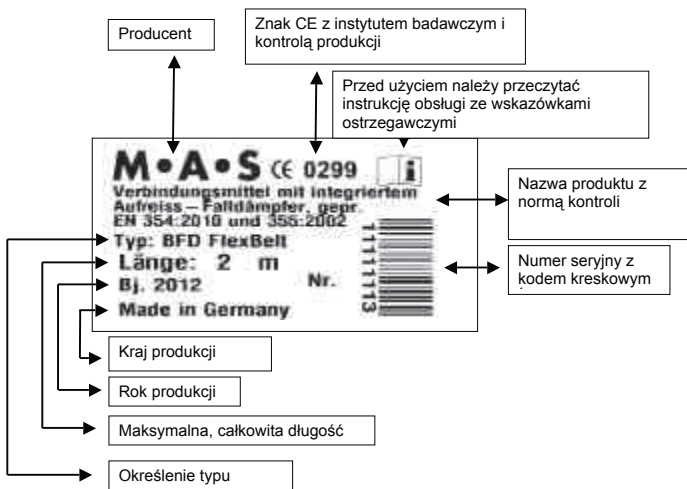 Producent
Znak CE z instytutem badawczym i
kontrolą produkcji
Przed użyciem należy przeczytać
instrukcję obsługi ze wskazówkami
ostrzegawczymi
M•A•S CE 0299 i
Verbindungsmittel mit integriertem
Aufreiss – Falldämpfer, gepr.
EN 354:2010 und 355:2002
Typ: BFD FlexBelt
Länge: 2 m
Bj. 2012 Nr.
Made in Germany
11111113
Nazwa produktu z
normą kontroli
Numer seryjny z
kodem kreskowym
Kraj produkcji
Rok produkcji
Maksymalna, całkowita długość
Określenie typu